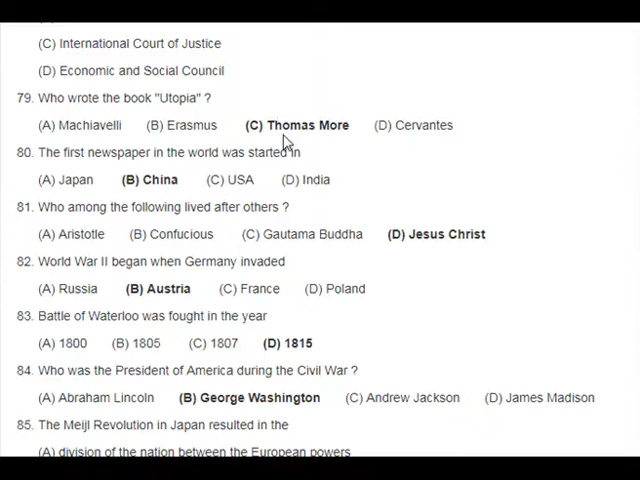 (C) International Court of Justice
(D) Economic and Social Council
79. Who wrote the book "Utopia" ?
(A) Machiavelli (B) Erasmus (C) Thomas More (D) Cervantes
80. The first newspaper in the world was started in
(A) Japan (B) China (C) USA (D) India
81. Who among the following lived after others ?
(A) Aristotle (B) Confucious (C) Gautama Buddha (D) Jesus Christ
82. World War II began when Germany invaded
(A) Russia (B) Austria (C) France (D) Poland
83. Battle of Waterloo was fought in the year
(A) 1800 (B) 1805 (C) 1807 (D) 1815
84. Who was the President of America during the Civil War ?
(A) Abraham Lincoln (B) George Washington (C) Andrew Jackson (D) James Madison
85. The Meijl Revolution in Japan resulted in the
(A) division of the nation between the European powers